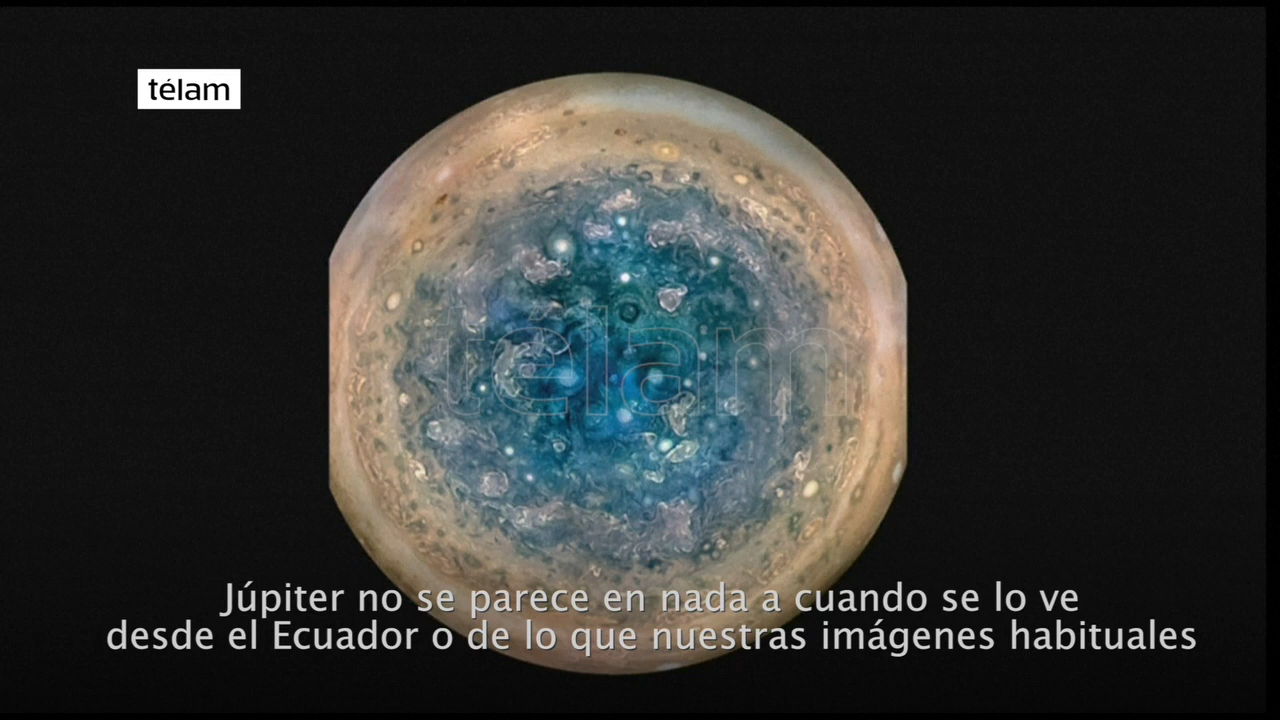 télam
télam
Júpiter no se parece en nada a cuando se lo ve
desde el Ecuador o de lo que nuestras imágenes habituales